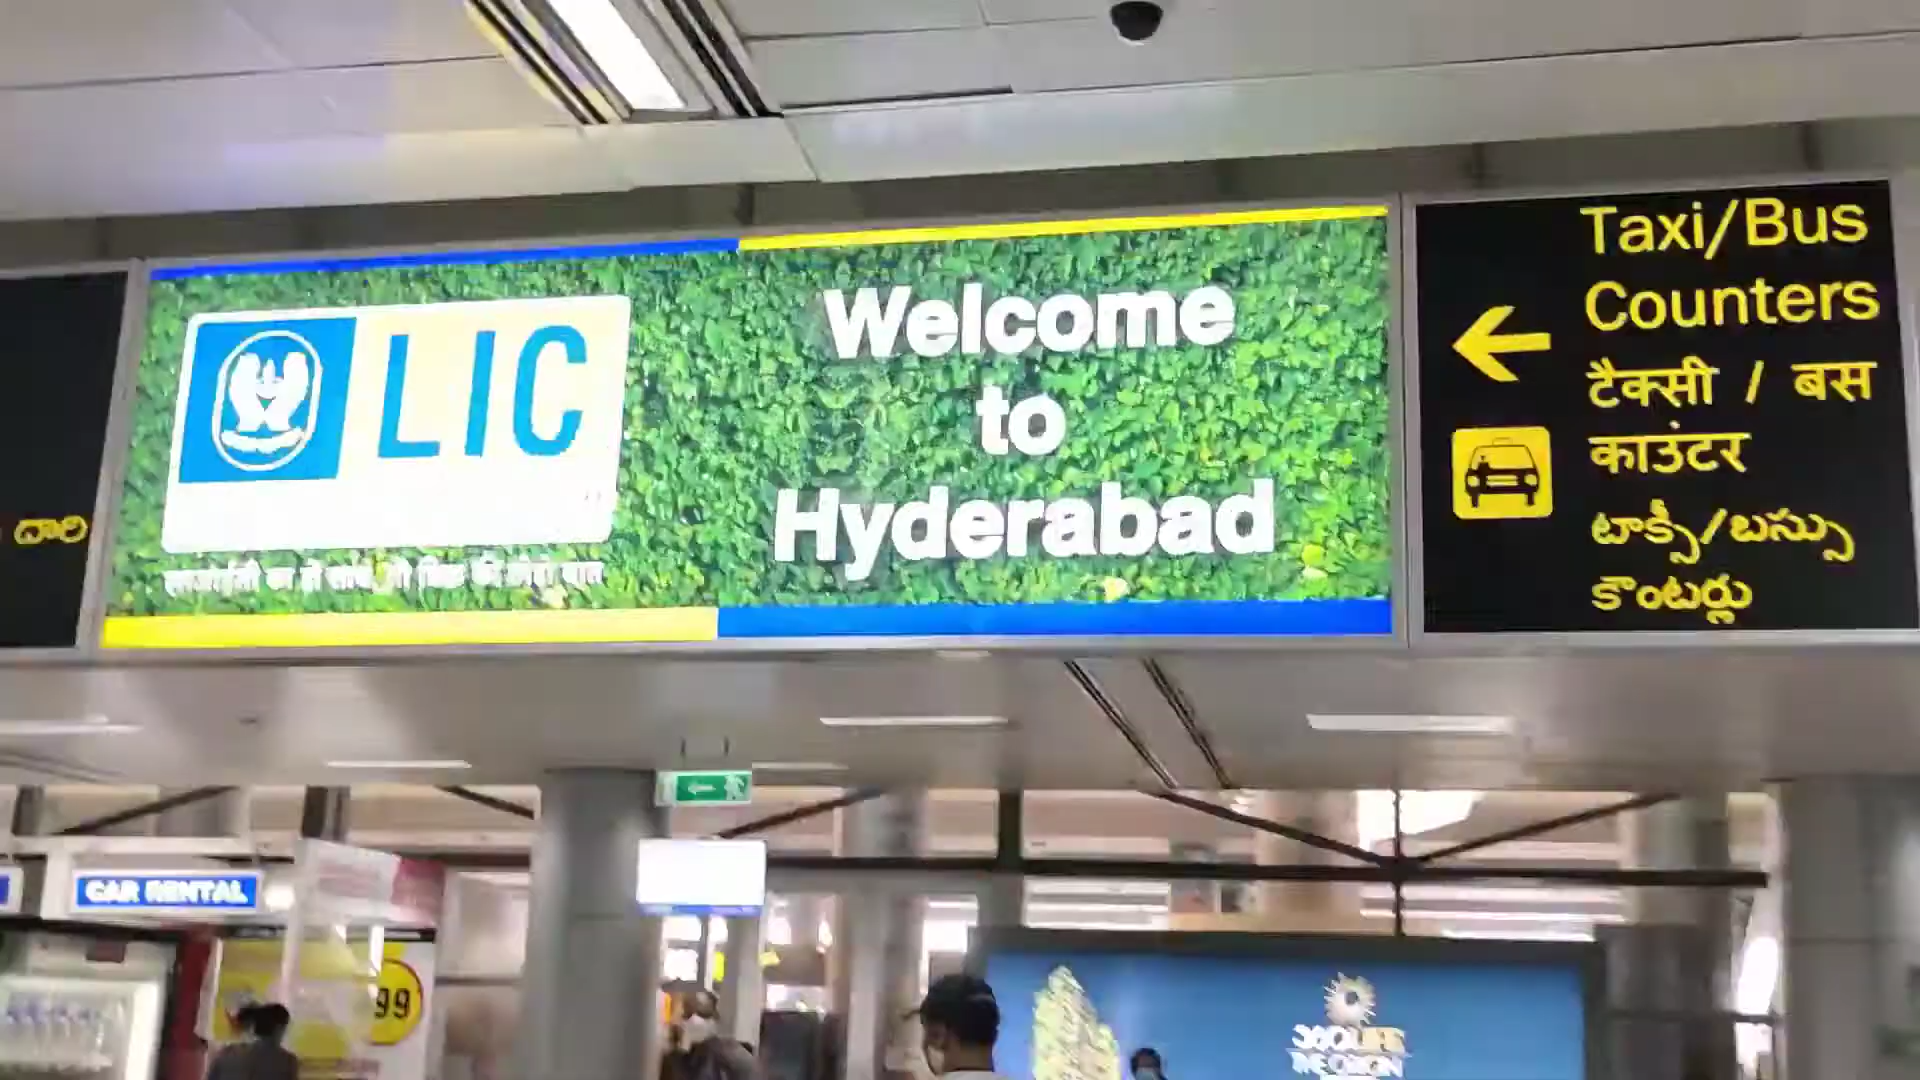 దారి
LIC
Welcome
to
Hyderabad
Taxi/Bus
Counters
टैक्सी / बस
काउंटर
టాక్సీ/బస్సు
కౌంటర్లు
CAR RENTAL
99